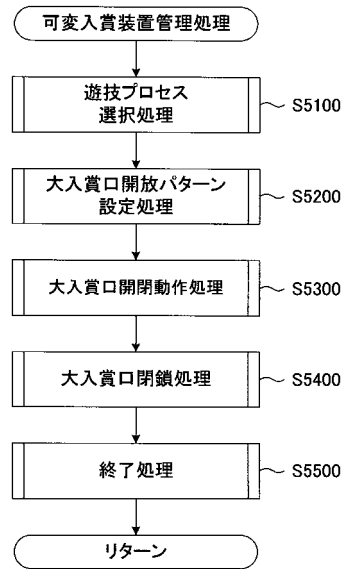 可変入賞装置管理処理
遊技プロセス
選択処理
S5100
大入賞口開放パターン
設定処理
S5200
大入賞口開閉動作処理
S5300
大入賞口閉鎖処理
S5400
終了処理
S5500
リターン